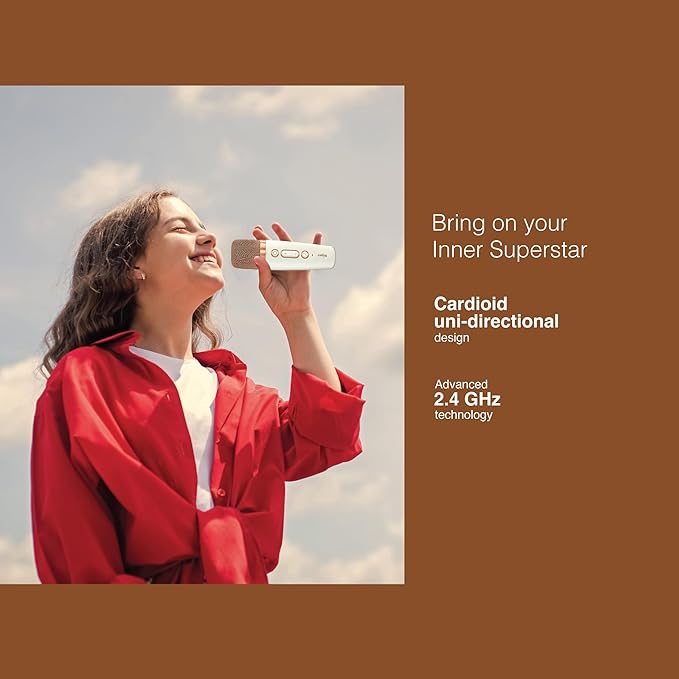 Bring on your
Inner Superstar
Cardioid
uni-directional
design
Advanced
2.4 GHz
technology